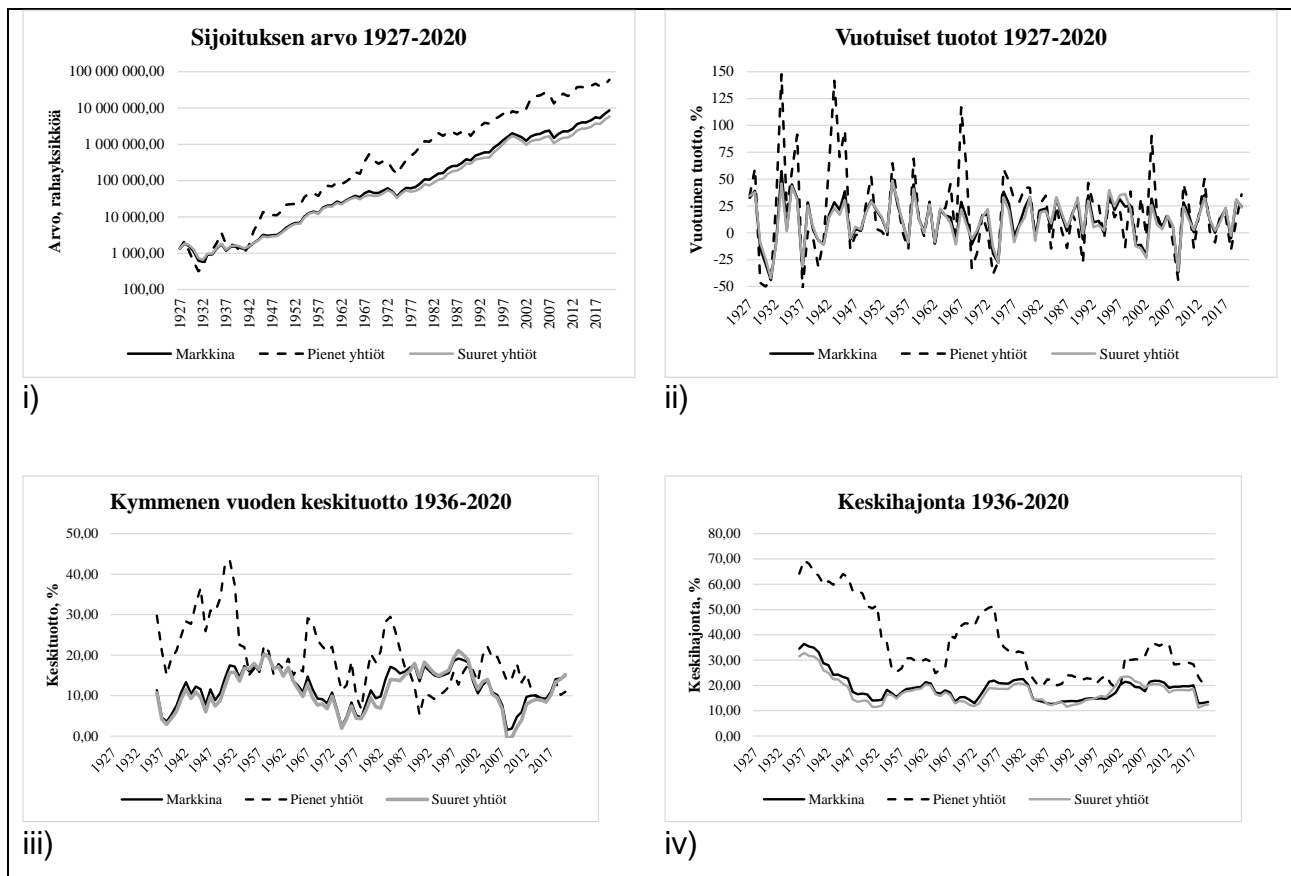 Sijoituksen arvo 1927-2020
Arvo, rahayksikköä
100 000 000,00
10 000 000,00
1 000 000,00
100 000,00
10 000,00
1 000,00
100,00
1927 1932 1937 1942 1947 1952 1957 1962 1967 1972 1977 1982 1987 1992 1997 2002 2007 2012 2017
Markkina Pienet yhtiöt Suuret yhtiöt
i)
Vuotuiset tuotot 1927-2020
Vuotuinen tuotto, %
150
125
100
75
50
25
0
-25
-50
1927 1932 1937 1942 1947 1952 1957 1962 1967 1972 1977 1982 1987 1992 1997 2002 2007 2012 2017
Markkina Pienet yhtiöt Suuret yhtiöt
ii)
Kymmenen vuoden keskituotto 1936-2020
Keskituotto, %
50,00
40,00
30,00
20,00
10,00
0,00
1927 1932 1937 1942 1947 1952 1957 1962 1967 1972 1977 1982 1987 1992 1997 2002 2007 2012 2017
Markkina Pienet yhtiöt Suuret yhtiöt
iii)
Keskihajonta 1936-2020
Keskihajonta, %
80,00
70,00
60,00
50,00
40,00
30,00
20,00
10,00
0,00
1927 1932 1937 1942 1947 1952 1957 1962 1967 1972 1977 1982 1987 1992 1997 2002 2007 2012 2017
Markkina Pienet yhtiöt Suuret yhtiöt
iv)